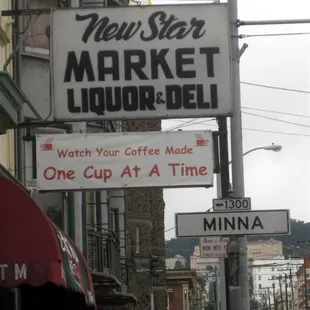 New Star
MARKET
LIQUOR & DELI
Watch Your Coffee Made
One Cup At A Time
1300
MINNA
T M